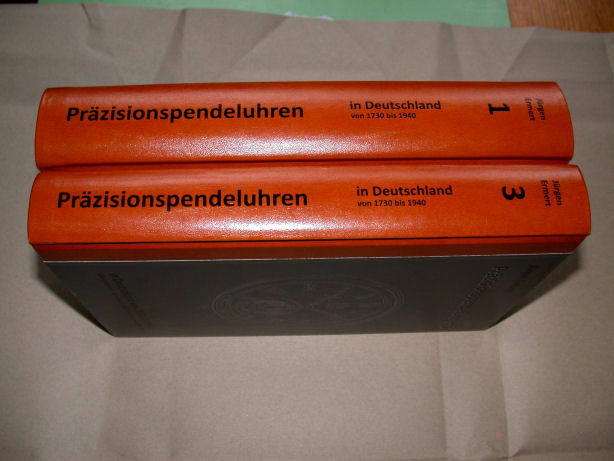 Präzisionspendeluhren
in Deutschland
von 1730 bis 1940
1
Jürgen
Ermert
Präzisionspendeluhren
in Deutschland
von 1730 bis 1940
3
Jürgen
Ermert